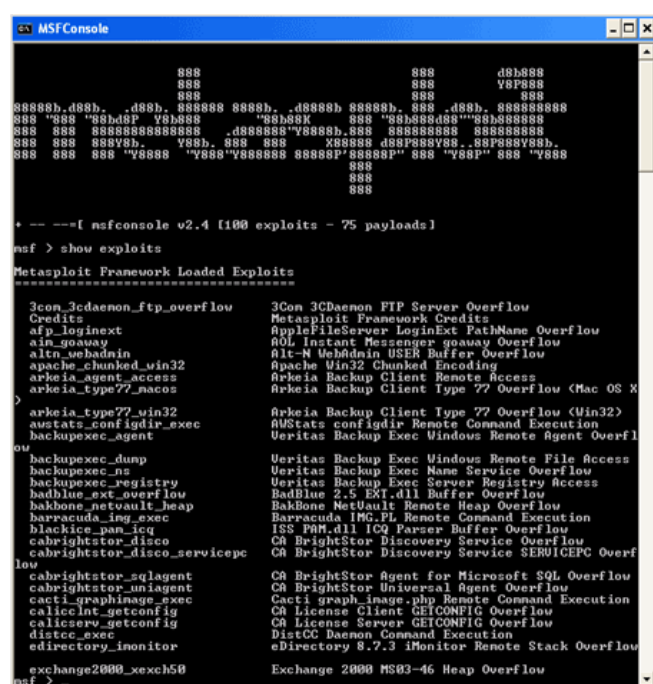 MSFConsole
+ -- --=[ msfconsole v2.4 [100 exploits - 75 payloads]
msf > show exploits
Metasploit Framework Loaded Exploits
====================================
3com_3cdaemon_ftp_overflow 3Com 3CDaemon FTP Server Overflow
Credits Metasploit Framework Credits
afp_loginext AppleFileServer LoginExt PathName Overflow
aim_goaway AOL Instant Messenger goaway Overflow
altn_webadmin Alt-N WebAdmin USER Buffer Overflow
apache_chunked_win32 Apache Win32 Chunked Encoding
arkeia_agent_access Arkeia Backup Client Remote Access
arkeia_type77_macos Arkeia Backup Client Type 77 Overflow (Mac OS X
)
arkeia_type77_win32 Arkeia Backup Client Type 77 Overflow (Win32)
awstats_configdir_exec AWStats configdir Remote Command Execution
backupexec_agent Veritas Backup Exec Windows Remote Agent Overfl
ow
backupexec_dump Veritas Backup Exec Windows Remote File Access
backupexec_ns Veritas Backup Exec Name Service Overflow
backupexec_registry Veritas Backup Exec Server Registry Access
badblue_ext_overflow BadBlue 2.5 EXT.dll Buffer Overflow
bakbone_netvault_heap BakBone NetVault Remote Heap Overflow
barracuda_img_exec Barracuda IMG.PL Remote Command Execution
blackice_pam_icq ISS PAM.dll ICQ Parser Buffer Overflow
cabrightstor_disco CA BrightStor Discovery Service Overflow
cabrightstor_disco_servicepc CA BrightStor Discovery Service SERVICEPC Overf
low
cabrightstor_sqlagent CA BrightStor Agent for Microsoft SQL Overflow
cabrightstor_uniagent CA BrightStor Universal Agent Overflow
cacti_graphimage_exec Cacti graph_image.php Remote Command Execution
calicclnt_getconfig CA License Client GETCONFIG Overflow
calicserv_getconfig CA License Server GETCONFIG Overflow
distcc_exec DistCC Daemon Command Execution
edirectory_imonitor eDirectory 8.7.3 iMonitor Remote Stack Overflow
exchange2000_xexch50 Exchange 2000 MS03-46 Heap Overflow
msf >